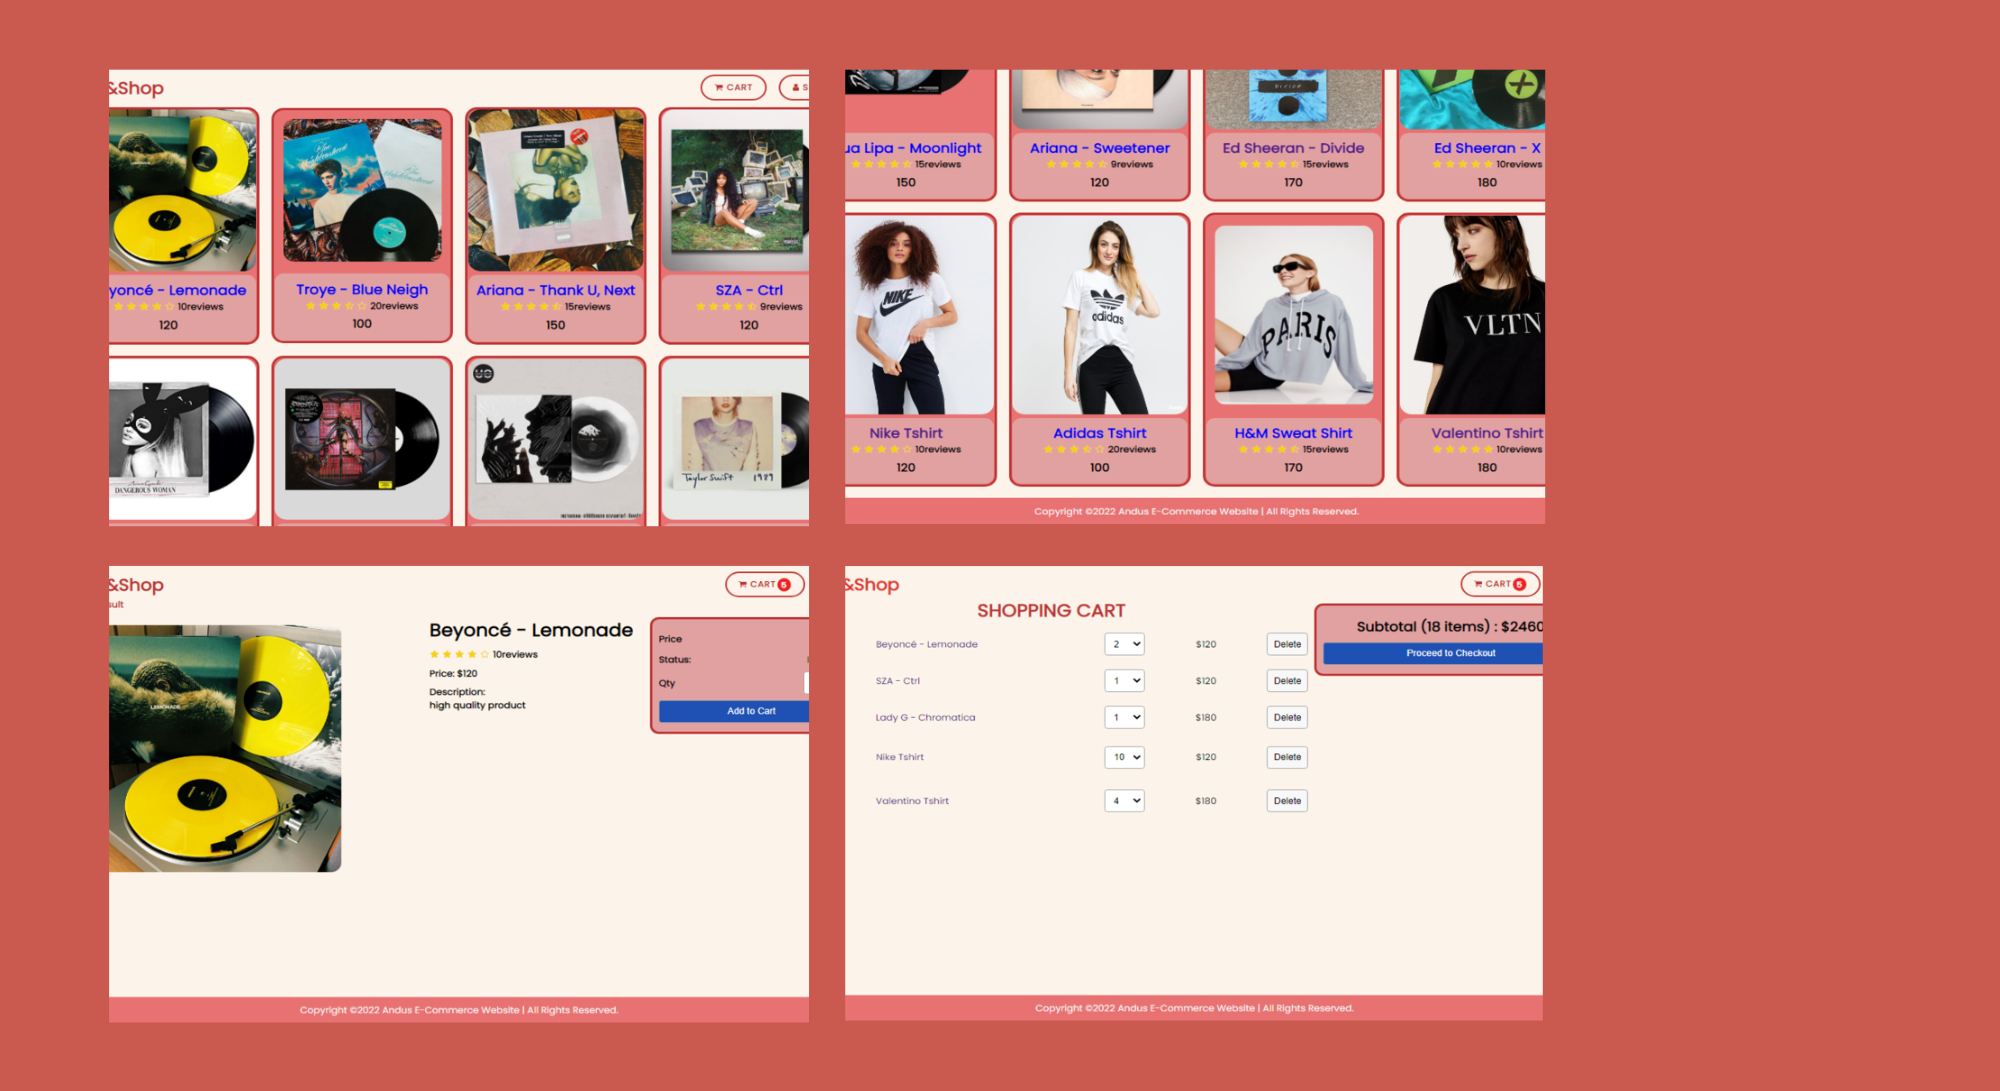 &Shop
CART
S
yoncé - Lemonade
10reviews
120
Troye - Blue Neigh
20reviews
100
Ariana - Thank U, Next
15reviews
150
SZA - Ctrl
9reviews
120
DANGEROUS WOMAN
UO
Taylor Swift 1989
ua Lipa - Moonlight
15reviews
150
Ariana - Sweetener
9reviews
120
Ed Sheeran - Divide
15reviews
170
Ed Sheeran - X
10reviews
180
NIKE
adidas
PARIS
VLTN
Nike Tshirt
10reviews
120
Adidas Tshirt
20reviews
100
H&M Sweat Shirt
15reviews
170
Valentino Tshirt
10reviews
180
Copyright ©2022 Andus E-Commerce Website | All Rights Reserved.
&Shop
CART 5
sult
LEMONADE
Beyoncé - Lemonade
10reviews
Price: $120
Description:
high quality product
Price
Status:
Qty
Add to Cart
Copyright ©2022 Andus E-Commerce Website | All Rights Reserved.
&Shop
CART 5
SHOPPING CART
Beyoncé - Lemonade 2 $120 Delete
SZA - Ctrl 1 $120 Delete
Lady G - Chromatica 1 $180 Delete
Nike Tshirt 10 $120 Delete
Valentino Tshirt 4 $180 Delete
Subtotal (18 items) : $2460
Proceed to Checkout
Copyright ©2022 Andus E-Commerce Website | All Rights Reserved.